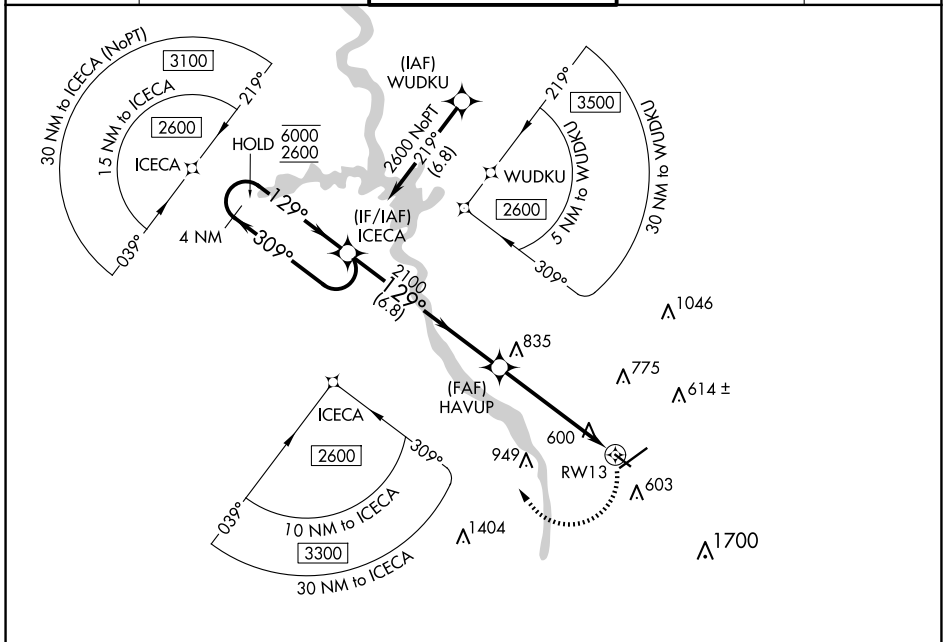 30 NM to ICECA (NoPT)
3100
15 NM to ICECA
2600
ICECA
219°
039°
HOLD
6000
2600
4 NM
129°
309°
(IAF)
WUDKU
2600 NoPT
219°
(6.8)
(IF/IAF)
ICECA
2100
129°
(6.8)
219°
3500
WUDKU
2600
5 NM to WUDKU
30 NM to WUDKU
309°
1046
835
775
614 ±
(FAF)
HAVUP
600
949
RW13
603
1404
1700
ICECA
2600
309°
039°
10 NM to ICECA
3300
30 NM to ICECA